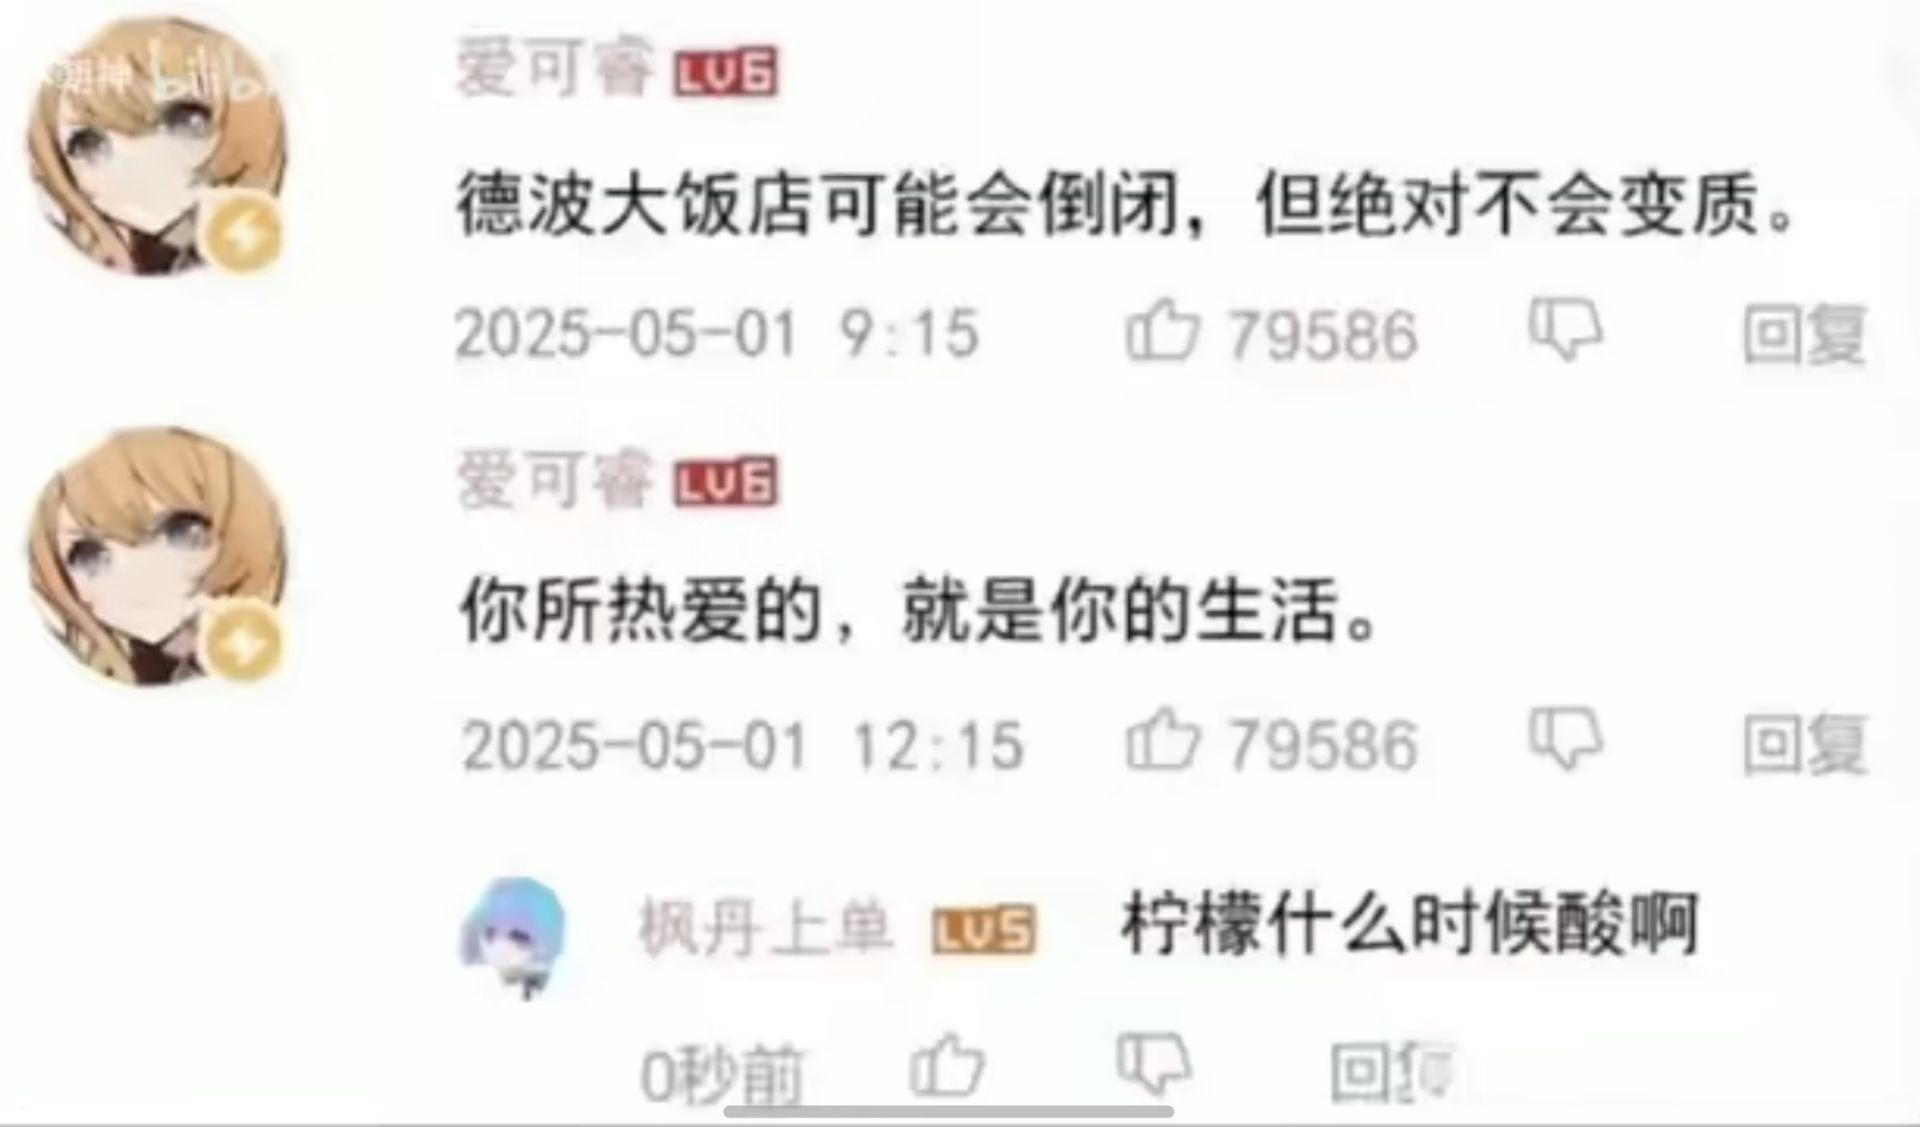 爱可睿 LV6
德波大饭店可能会倒闭，但绝对不会变质。
2025-05-01 9:15 79586 回复
爱可睿 LV6
你所热爱的，就是你的生活。
2025-05-01 12:15 79586 回复
枫丹上单 LV5 柠檬什么时候酸啊
0秒前 回复